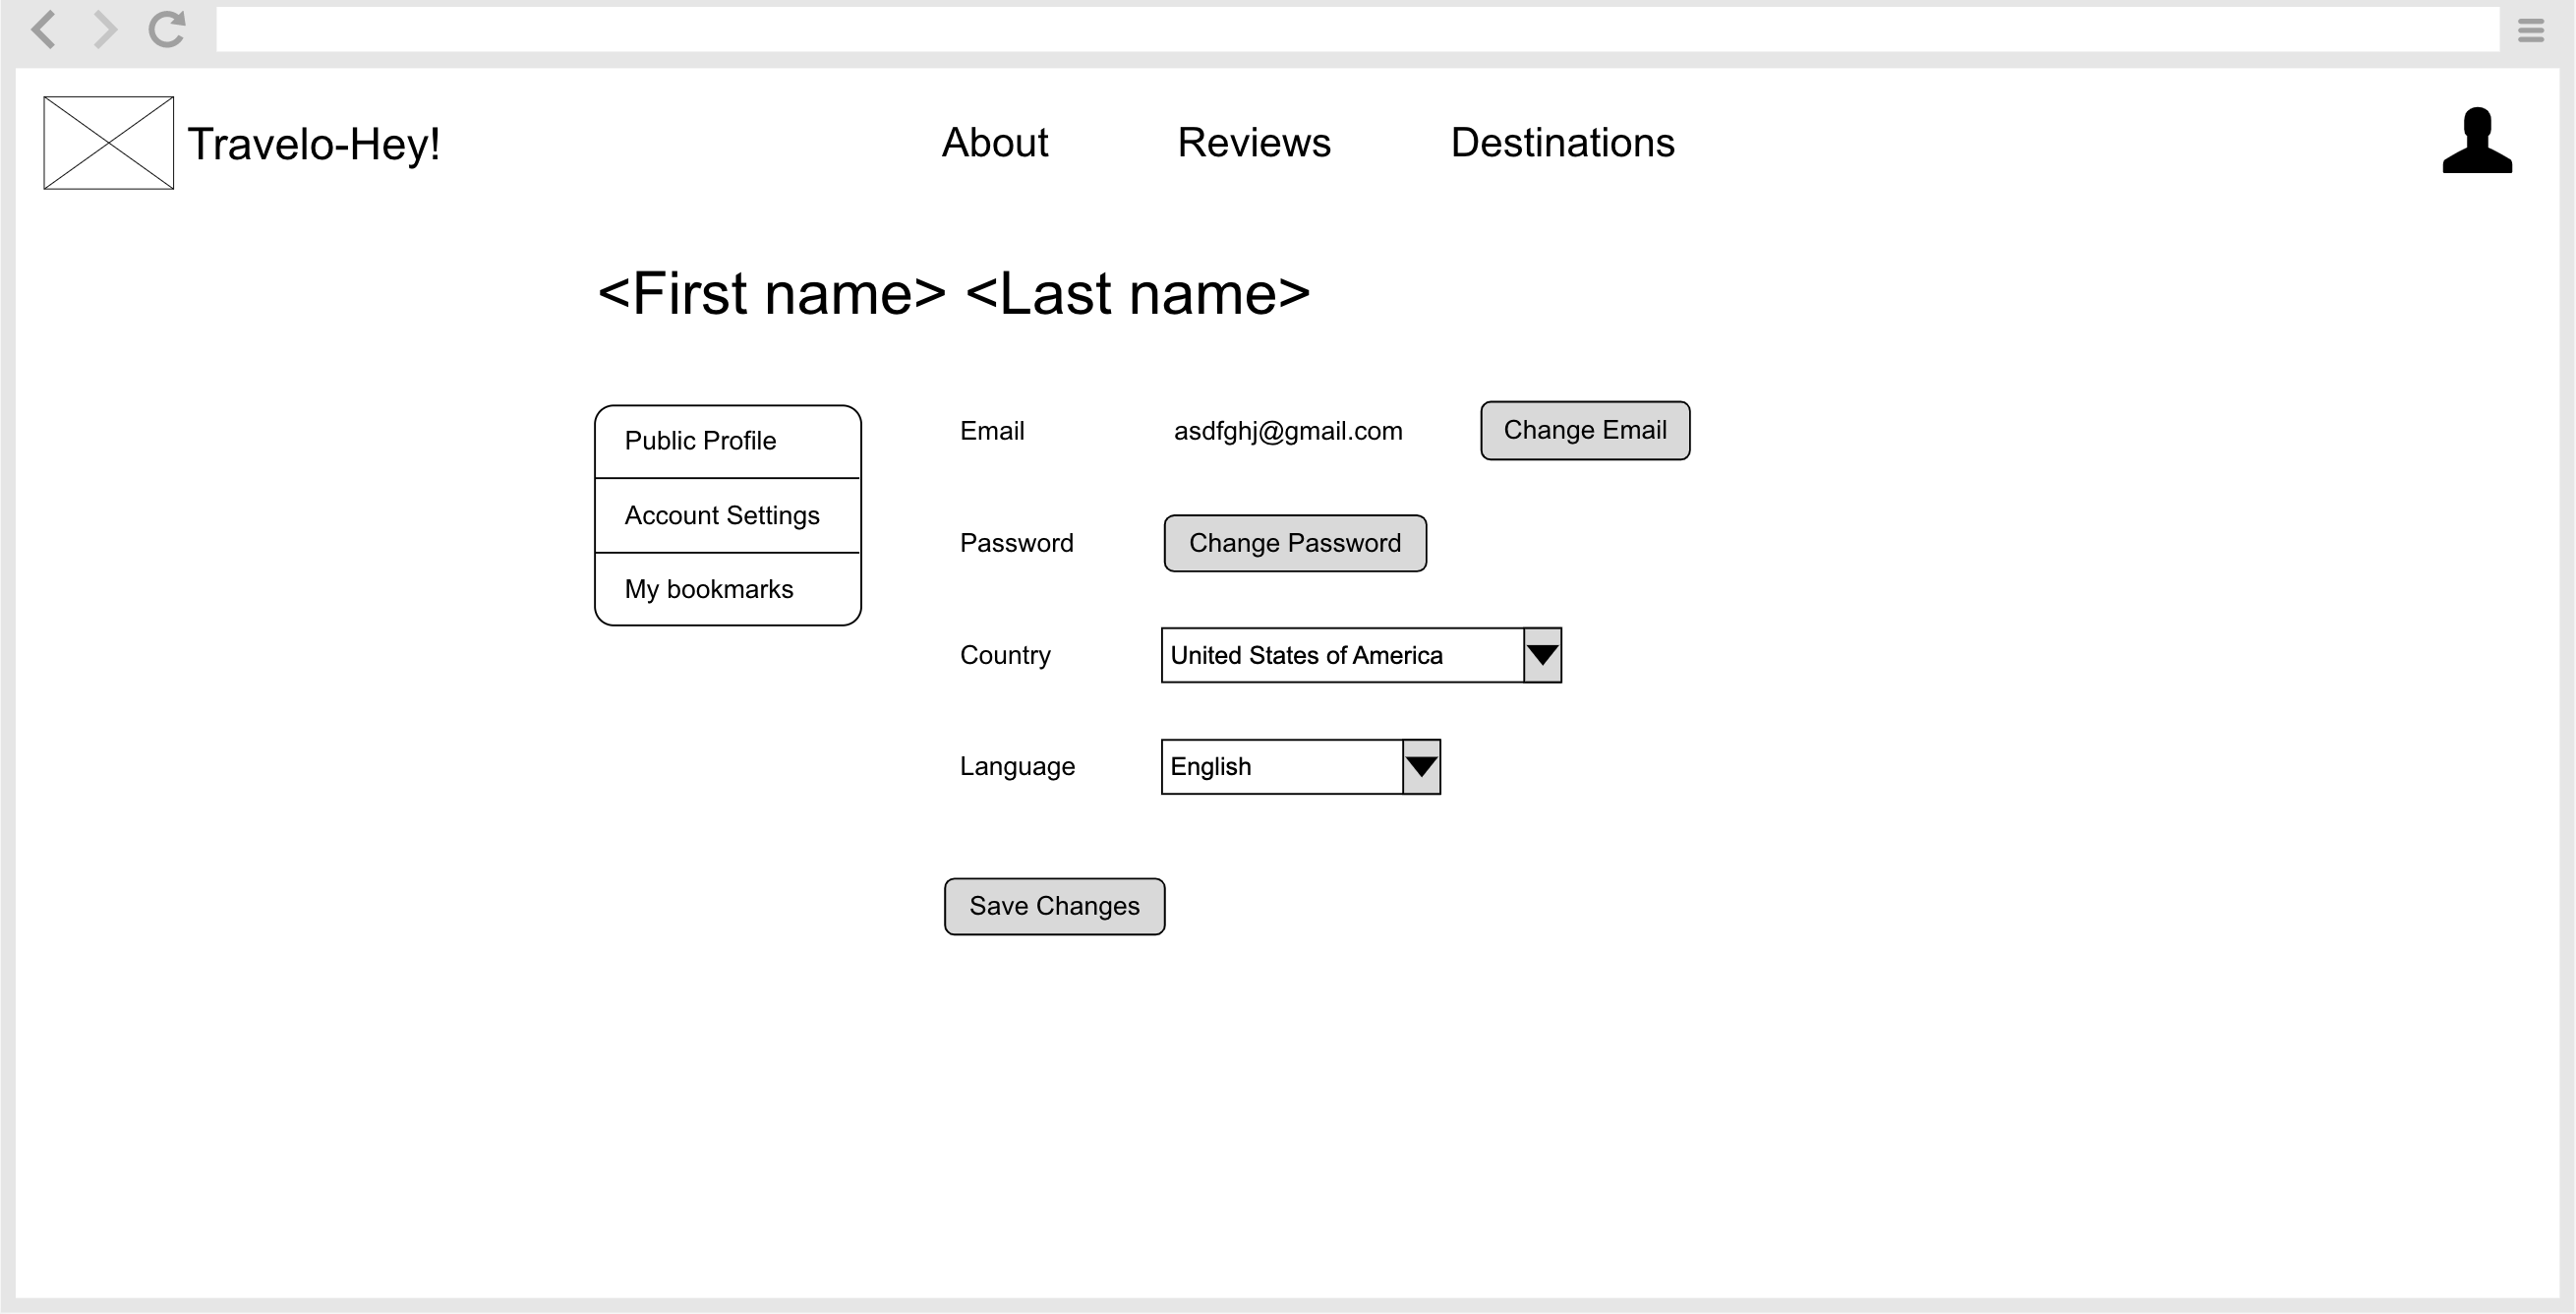 Travelo-Hey! About Reviews Destinations
<First name> <Last name>
Public Profile
Account Settings
My bookmarks
Email asdfghj@gmail.com Change Email
Password Change Password
Country United States of America
Language English
Save Changes